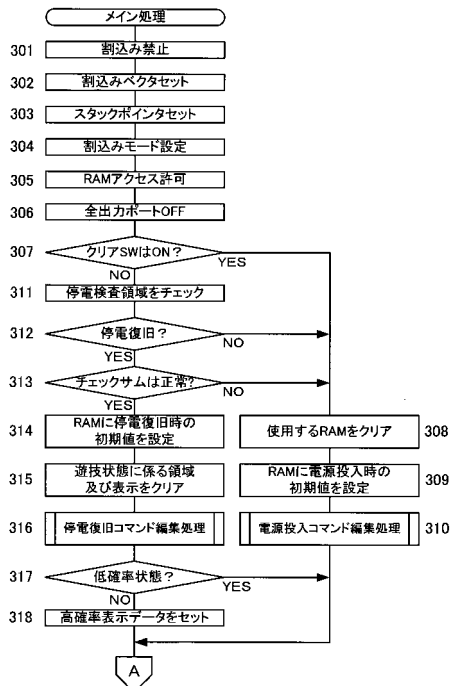 メイン処理
301 割込み禁止
302 割込みベクタセット
303 スタックポインタセット
304 割込みモード設定
305 RAMアクセス許可
306 全出力ポートOFF
307 クリアSWはON？
YES
NO
311 停電検査領域をチェック
312 停電復旧？
NO
YES
313 チェックサムは正常?
NO
YES
314 RAMに停電復旧時の
初期値を設定
使用するRAMをクリア 308
315 遊技状態に係る領域
及び表示をクリア
RAMに電源投入時の
初期値を設定 309
316 停電復旧コマンド編集処理
電源投入コマンド編集処理 310
317 低確率状態？
YES
NO
318 高確率表示データをセット
A